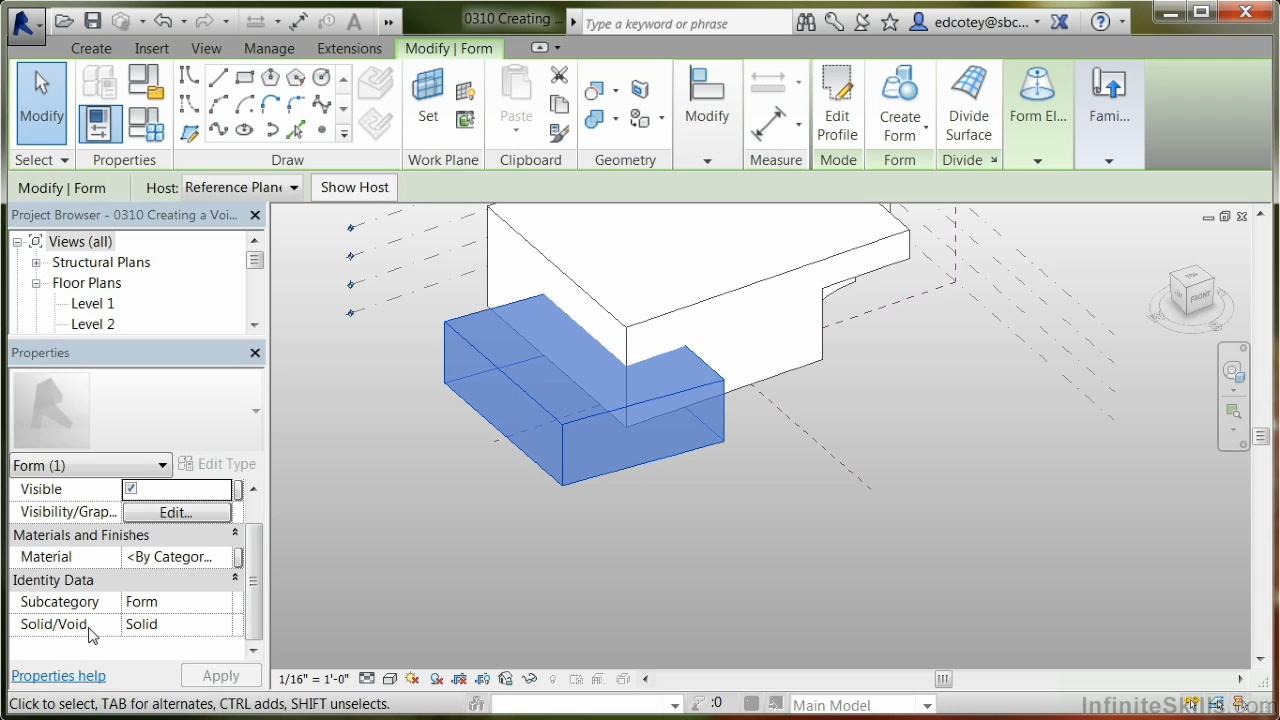 0310 Creating ...
Type a keyword or phrase
edcotey@sbc...
Create
Insert
View
Manage
Extensions
Modify | Form
Modify
Set
Paste
Modify
Edit
Profile
Create
Form
Divide
Surface
Form El...
Fami...
Select
Properties
Draw
Work Plane
Clipboard
Geometry
Measure
Mode
Form
Divide
Modify | Form
Host:
Reference Plan
Show Host
Project Browser - 0310 Creating a Voi...
Views (all)
Structural Plans
Floor Plans
Level 1
Level 2
FRONT
Properties
Form (1)
Edit Type
Visible
Visibility/Grap...
Edit...
Materials and Finishes
Material
<By Categor...
Identity Data
Subcategory
Form
Solid/Void
Solid
Properties help
Apply
1/16" = 1'-0"
Click to select, TAB for alternates, CTRL adds, SHIFT unselects.
:0
Main Model
InfiniteSkill